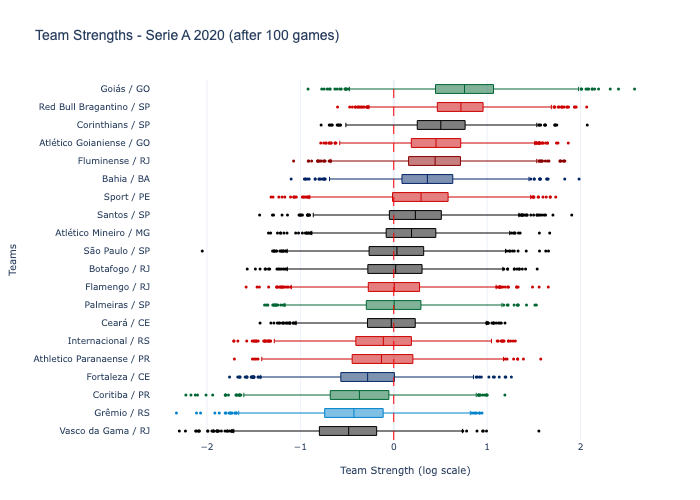 Team Strengths - Serie A 2020 (after 100 games)
Goiás / GO
Red Bull Bragantino / SP
Corinthians / SP
Atlético Goianiense / GO
Fluminense / RJ
Bahia / BA
Sport / PE
Santos / SP
Atlético Mineiro / MG
São Paulo / SP
Botafogo / RJ
Flamengo / RJ
Palmeiras / SP
Ceará / CE
Internacional / RS
Athletico Paranaense / PR
Fortaleza / CE
Coritiba / PR
Grêmio / RS
Vasco da Gama / RJ
Teams
−2 −1 0 1 2
Team Strength (log scale)